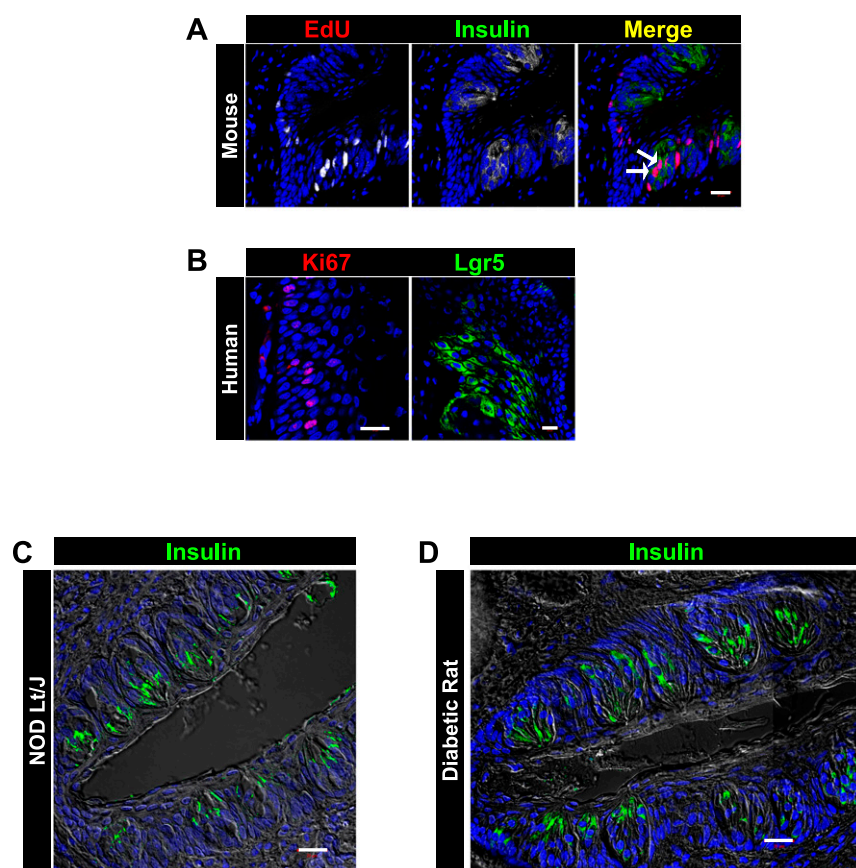 A
EdU
Insulin
Merge
Mouse
B
Ki67
Lgr5
Human
C
Insulin
NOD Lt/J
D
Insulin
Diabetic Rat